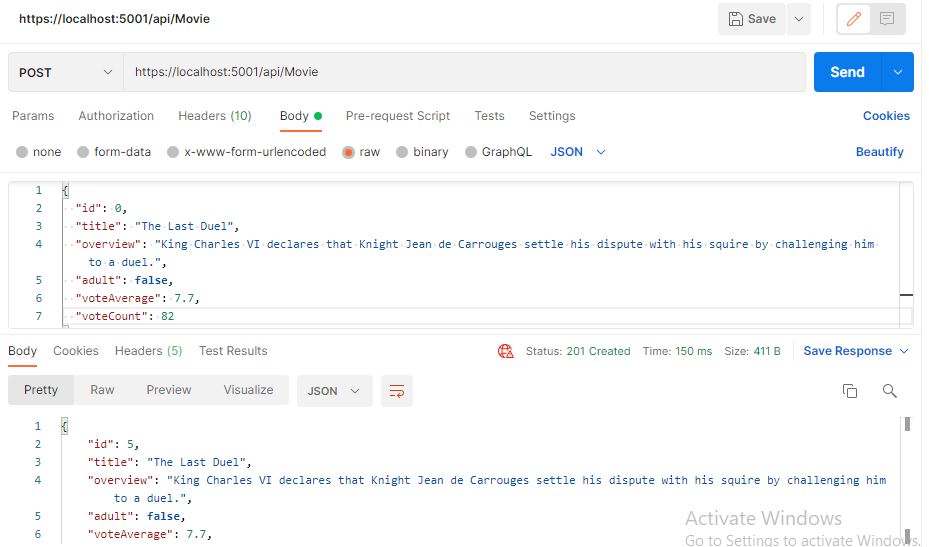 https://localhost:5001/api/Movie
Save
POST
https://localhost:5001/api/Movie
Send
Params Authorization Headers (10) Body Pre-request Script Tests Settings Cookies
none form-data x-www-form-urlencoded raw binary GraphQL JSON Beautify
1 {
2 "id": 0,
3 "title": "The Last Duel",
4 "overview": "King Charles VI declares that Knight Jean de Carrouges settle his dispute with his squire by challenging him
to a duel.",
5 "adult": false,
6 "voteAverage": 7.7,
7 "voteCount": 82
Body Cookies Headers (5) Test Results Status: 201 Created Time: 150 ms Size: 411 B Save Response
Pretty Raw Preview Visualize JSON
1 {
2 "id": 5,
3 "title": "The Last Duel",
4 "overview": "King Charles VI declares that Knight Jean de Carrouges settle his dispute with his squire by challenging him
to a duel.",
5 "adult": false,
6 "voteAverage": 7.7,
Activate Windows
Go to Settings to activate Windows.